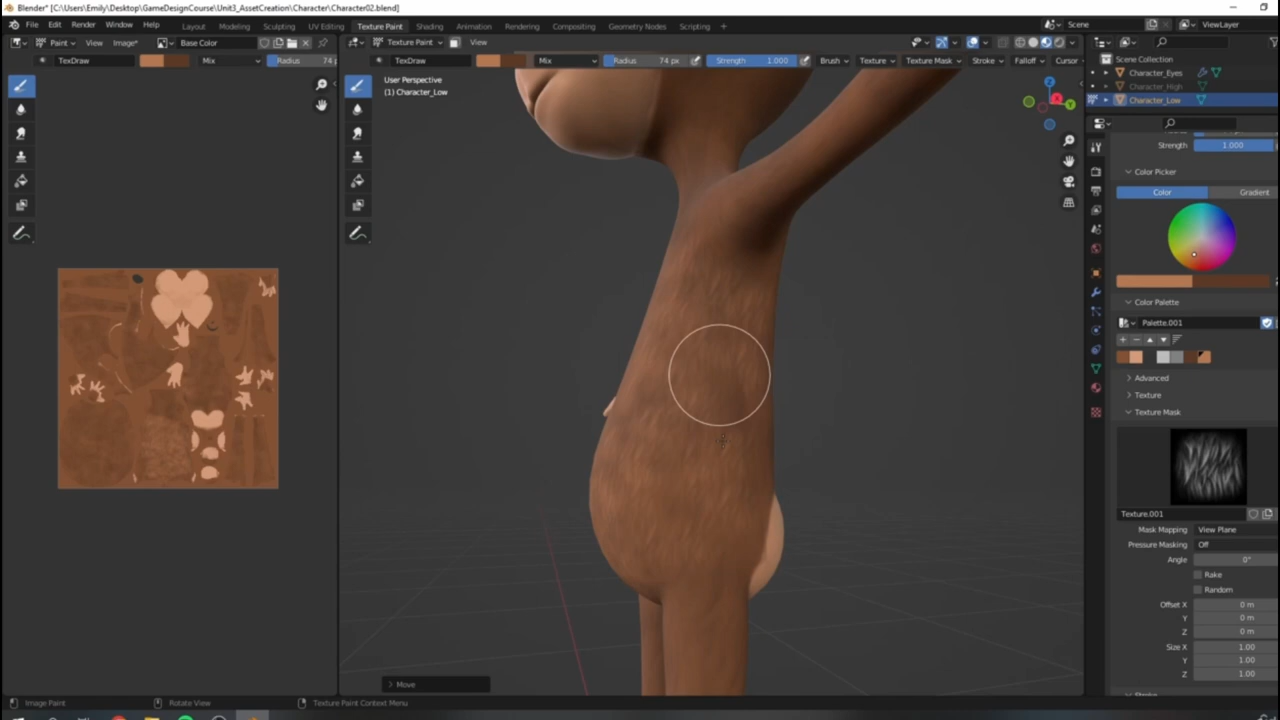 Blender* [C:\Users\Emily\Desktop\GameDesignCourse\Unit3_AssetCreation\Character\Character02.blend]
File Edit Render Window Help Layout Modeling Sculpting UV Editing Texture Paint Shading Animation Rendering Compositing Geometry Nodes Scripting + Scene ViewLayer
Paint View Image* Base Color Texture Paint View
TexDraw Mix Radius 74 p TexDraw Mix Radius 74 px Strength 1.000 Brush Texture Texture Mask Stroke Falloff Cursor
Scene Collection
Character_Eyes
Character_High
Character_Low
User Perspective
(1) Character_Low
Strength 1.000
Color Picker
Color Gradient
Color Palette
Palette.001
Advanced
Texture
Texture Mask
Texture.001
Mask Mapping View Plane
Pressure Masking Off
Angle 0°
Rake
Random
Offset X 0 m
Y 0 m
Z 0 m
Size X 1.00
Y 1.00
Z 1.00
Move
Image Paint Rotate View Texture Paint Context Menu